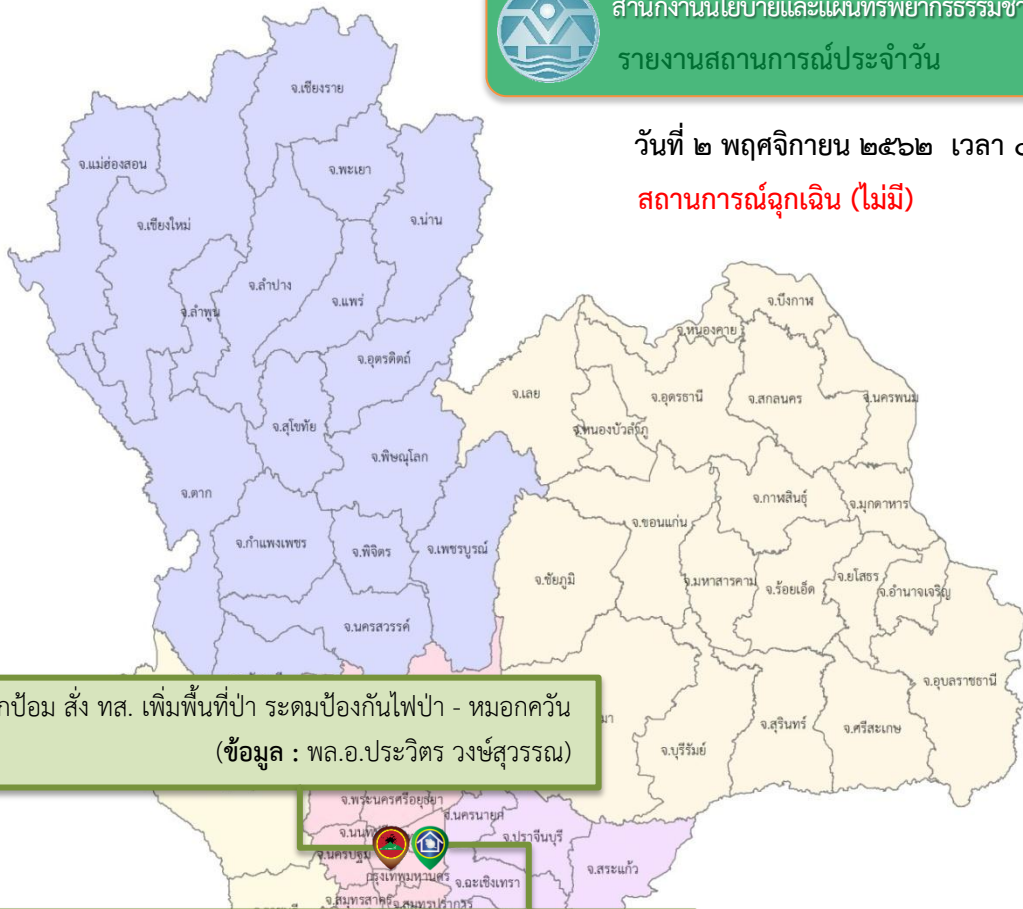 สำนักงานนโยบายและแผนทรัพยากรธรรมชา
รายงานสถานการณ์ประจำวัน
วันที่ ๒ พฤศจิกายน ๒๕๖๒ เวลา
สถานการณ์ฉุกเฉิน (ไม่มี)
จ.เชียงราย
จ.แม่ฮ่องสอน
จ.พะเยา
จ.เชียงใหม่
จ.น่าน
จ.ลำปาง
จ.แพร่
จ.ลำพูน
จ.อุตรดิตถ์
จ.บึงกาฬ
จ.หนองคาย
จ.เลย
จ.อุดรธานี
จ.สกลนคร
จ.นครพนม
จ.สุโขทัย
จ.หนองบัวลำภู
จ.พิษณุโลก
จ.ตาก
จ.กาฬสินธุ์
จ.มุกดาหาร
จ.ขอนแก่น
จ.กำแพงเพชร
จ.พิจิตร
จ.เพชรบูรณ์
จ.ชัยภูมิ
จ.มหาสารคาม
จ.ร้อยเอ็ด
จ.ยโสธร
จ.อำนาจเจริญ
จ.นครสวรรค์
จ.อุบลราชธานี
กป้อม สั่ง ทส. เพิ่มพื้นที่ป่า ระดมป้องกันไฟป่า - หมอกควัน
(ข้อมูล : พล.อ.ประวิตร วงษ์สุวรรณ)
มา
จ.บุรีรัมย์
จ.สุรินทร์
จ.ศรีสะเกษ
จ.พระนครศรีอยุธยา
จ.นครนายก
จ.ปราจีนบุรี
จ.นครปฐม
กรุงเทพมหานคร
จ.ฉะเชิงเทรา
จ.สระแก้ว
จ.สมุทรสาคร
จ.สมุทรปราการ